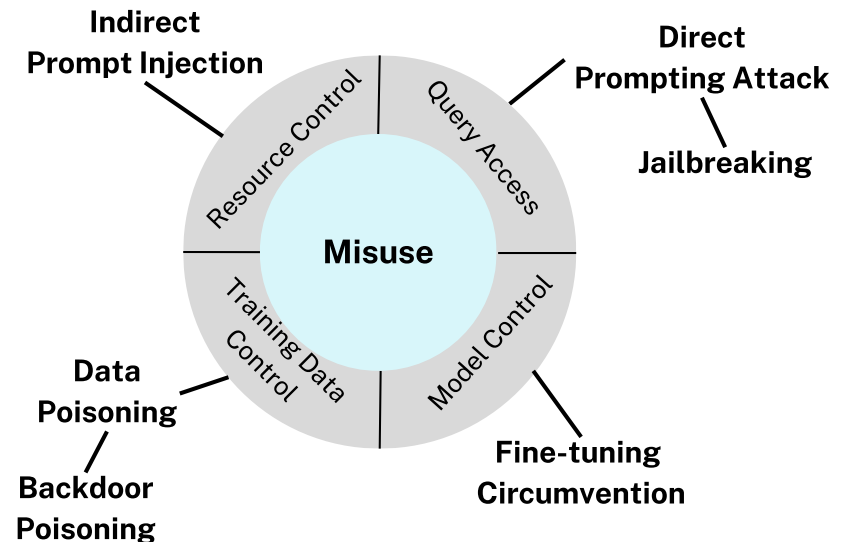 Indirect
Prompt Injection
Direct
Prompting Attack
Jailbreaking
Resource Control
Query Access
Misuse
Training Data
Control
Model Control
Data
Poisoning
Backdoor
Poisoning
Fine-tuning
Circumvention